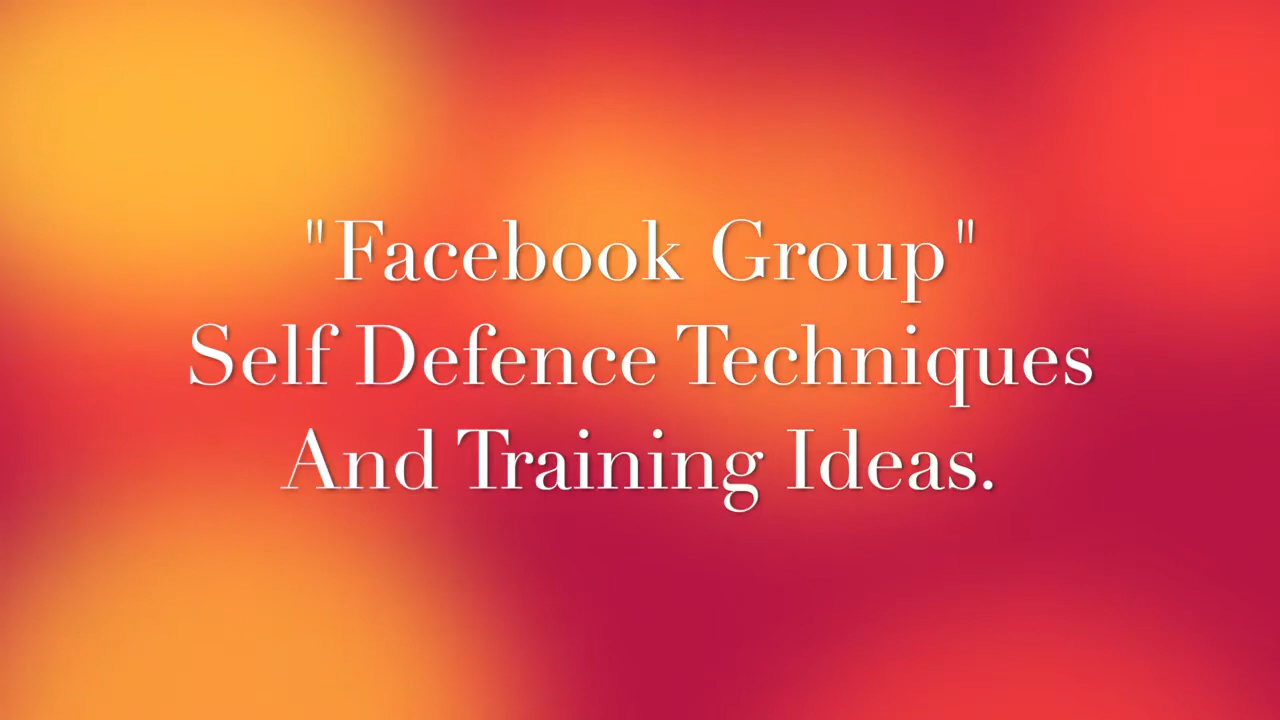 "Facebook Group"
Self Defence Techniques
And Training Ideas.